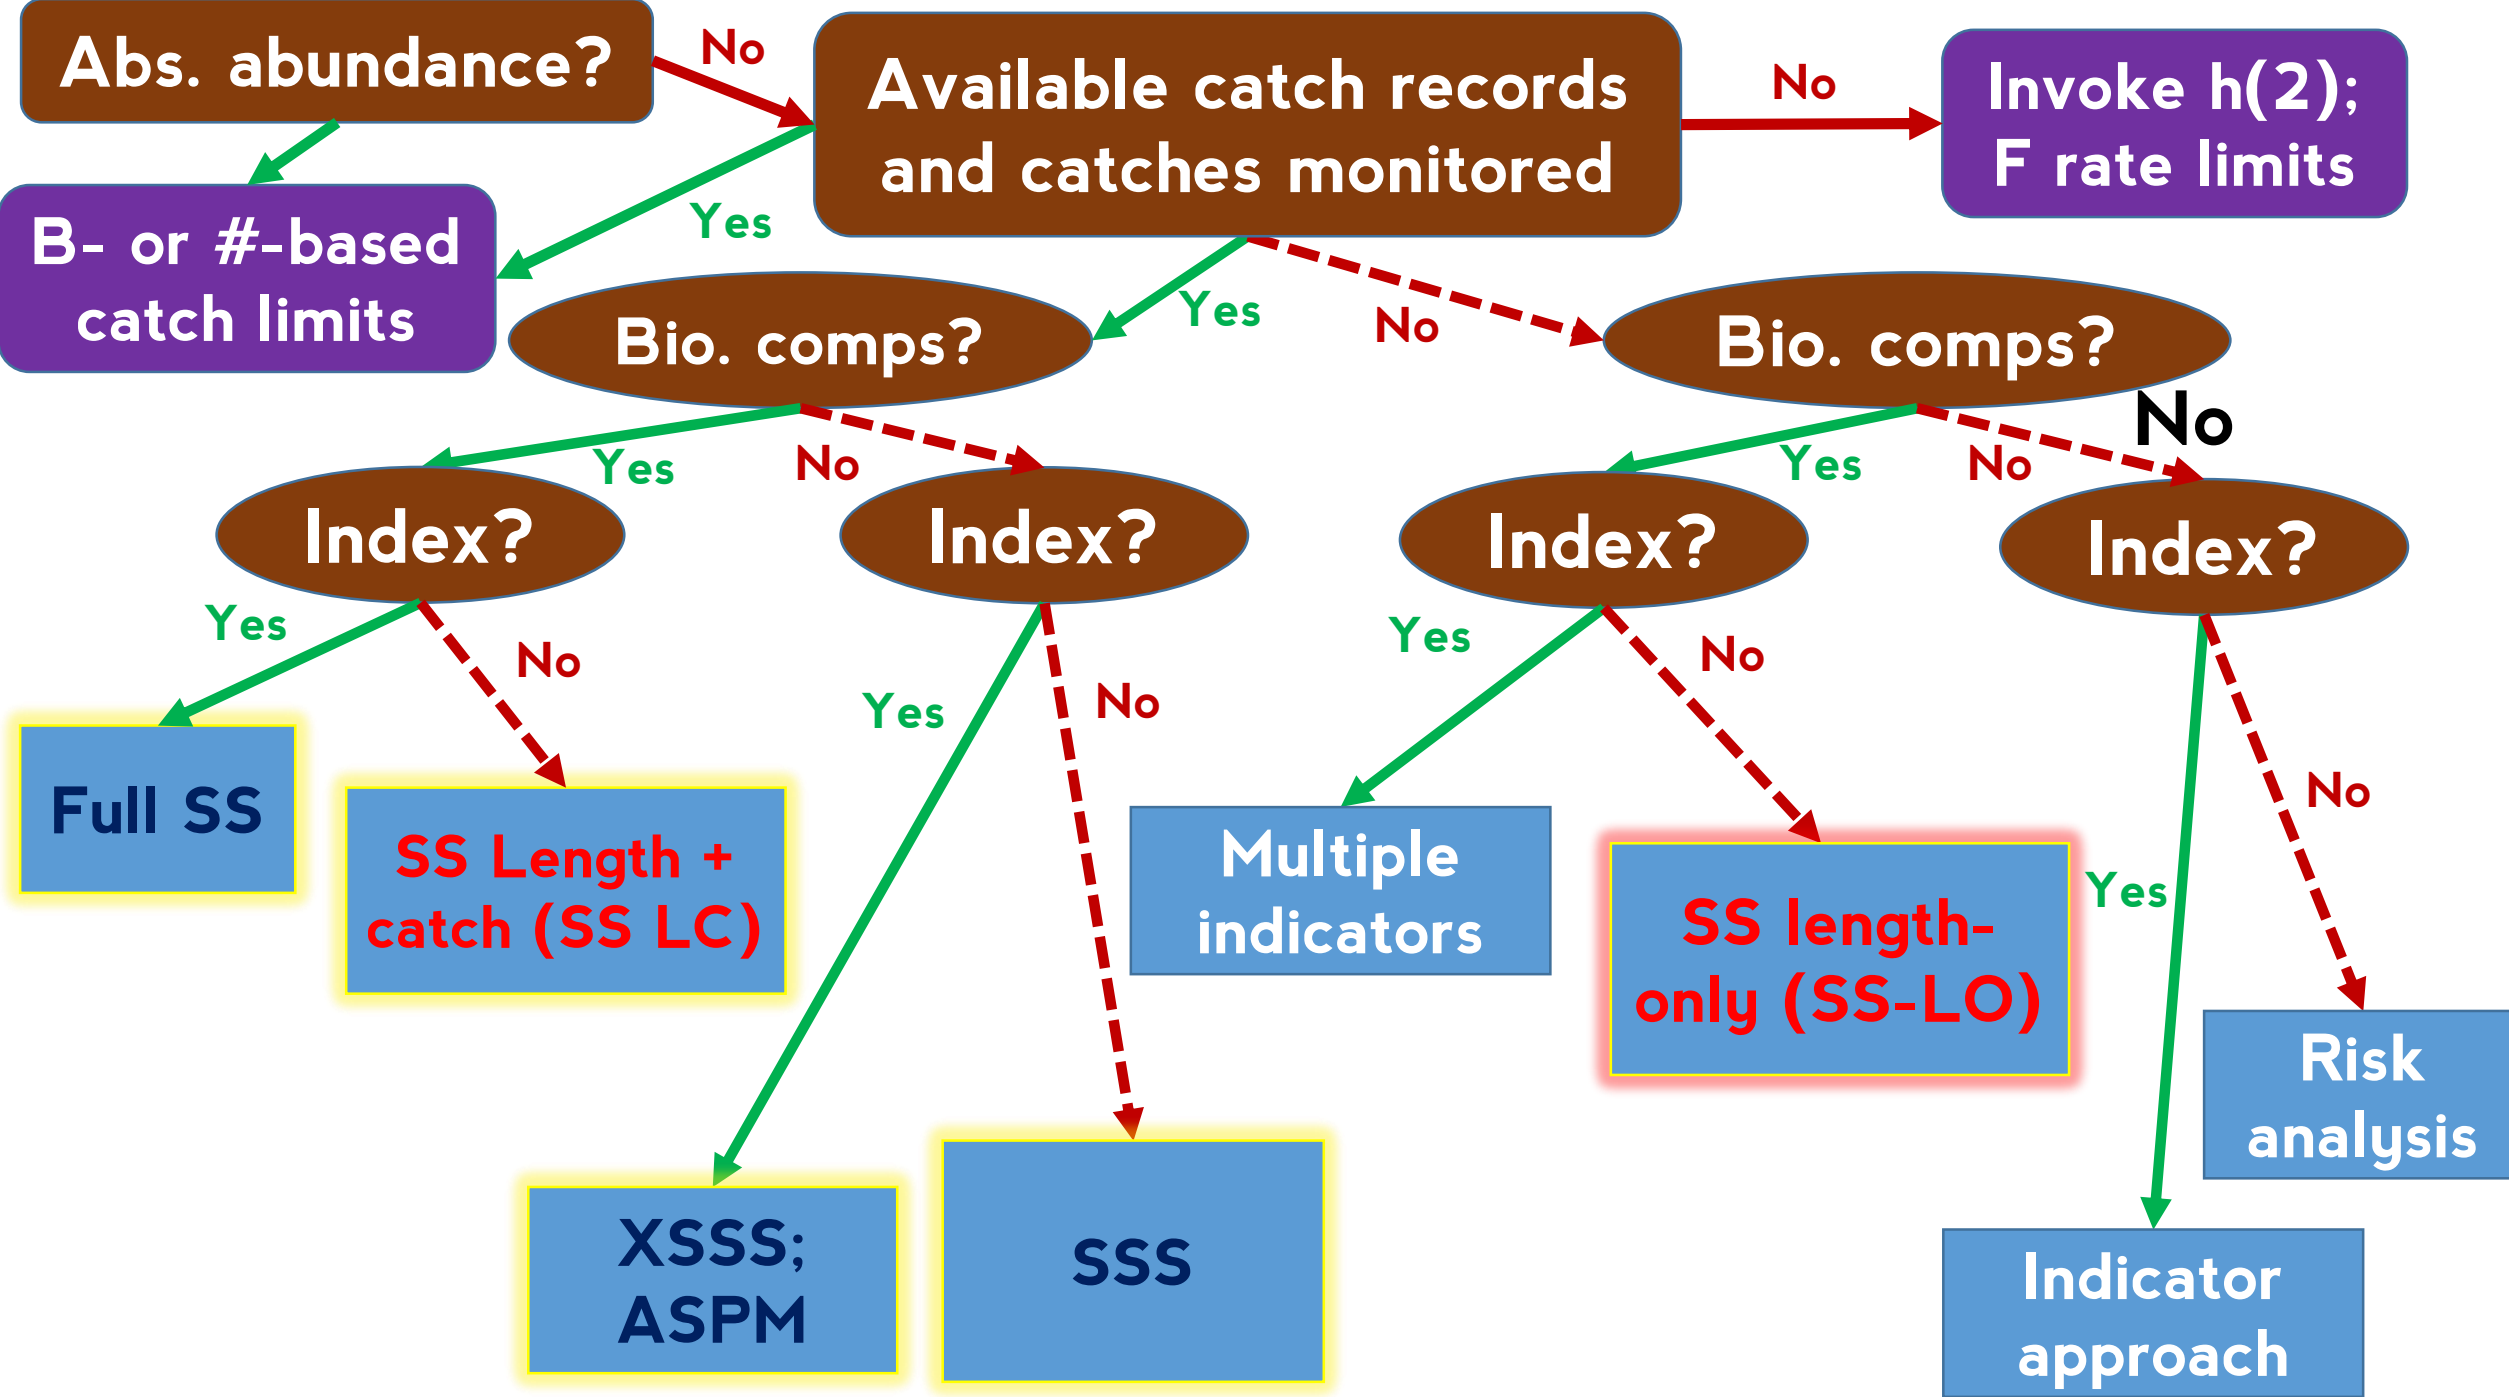 Abs. abundance?
No
Available catch records
and catches monitored
No
Invoke h(2);
F rate limits
Yes
B- or #-based
catch limits
Yes
No
Bio. comps?
Bio. comps?
No
Yes
No
Yes
No
Index?
Index?
Index?
Index?
Yes
No
Yes
No
Yes
No
Yes
No
Full SS
SS Length +
catch (SS LC)
Multiple
indicators
SS length-
only (SS-LO)
Risk
analysis
XSSS;
ASPM
SSS
Indicator
approach